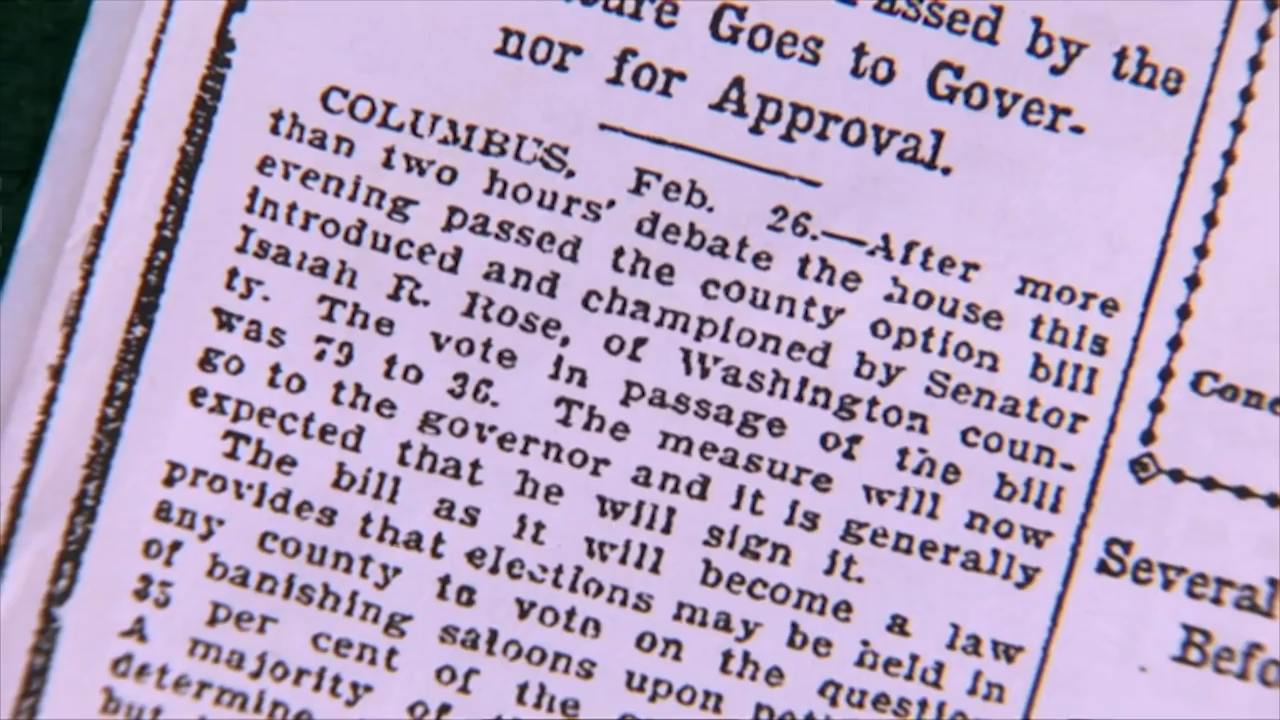 assed by the
ure Goes to Gover-
nor for Approval.
COLUMBUS, Feb. 26.—After more
than two hours' debate the house this
evening passed the county option bill
introduced and championed by Senator
Isaiah R. Rose, of Washington coun-
ty. The vote in passage of the bill
was 79 to 36. The measure will now
go to the governor and it is generally
expected that he will sign it.
The bill as it will become a law
provides that elections may be held in
any county to vote on the questio
of banishing saloons upon
35 per cent of the
A majority of
determine
but
Conc
Several
Befo